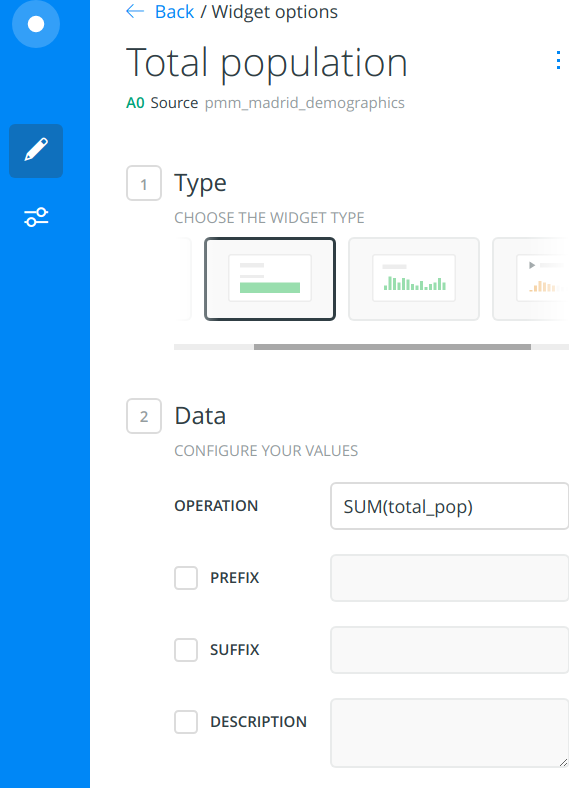 ← Back / Widget options
Total population
A0 Source pmm_madrid_demographics
1 Type
CHOOSE THE WIDGET TYPE
2 Data
CONFIGURE YOUR VALUES
OPERATION SUM(total_pop)
PREFIX
SUFFIX
DESCRIPTION